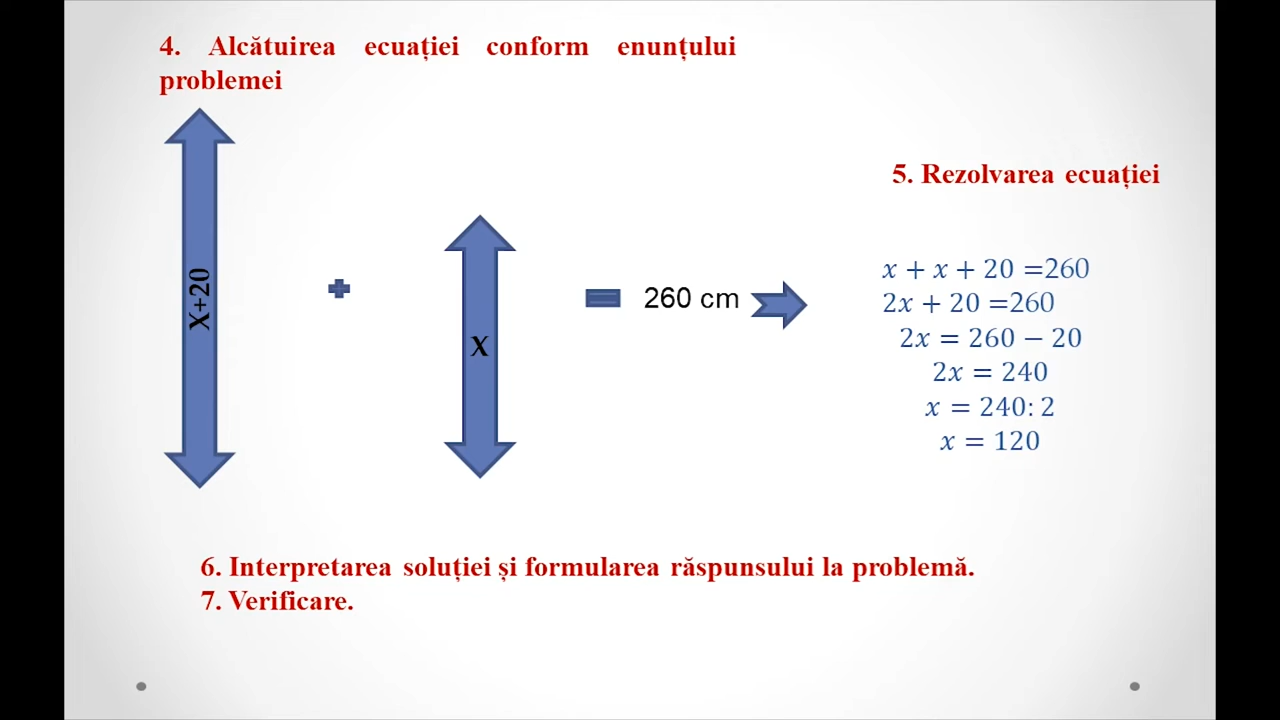 4. Alcătuirea ecuației conform enunțului
problemei
X+20
X
260 cm
5. Rezolvarea ecuației
x + x + 20 =260
2x + 20 =260
2x = 260 − 20
2x = 240
x = 240: 2
x = 120
6. Interpretarea soluției și formularea răspunsului la problemă.
7. Verificare.